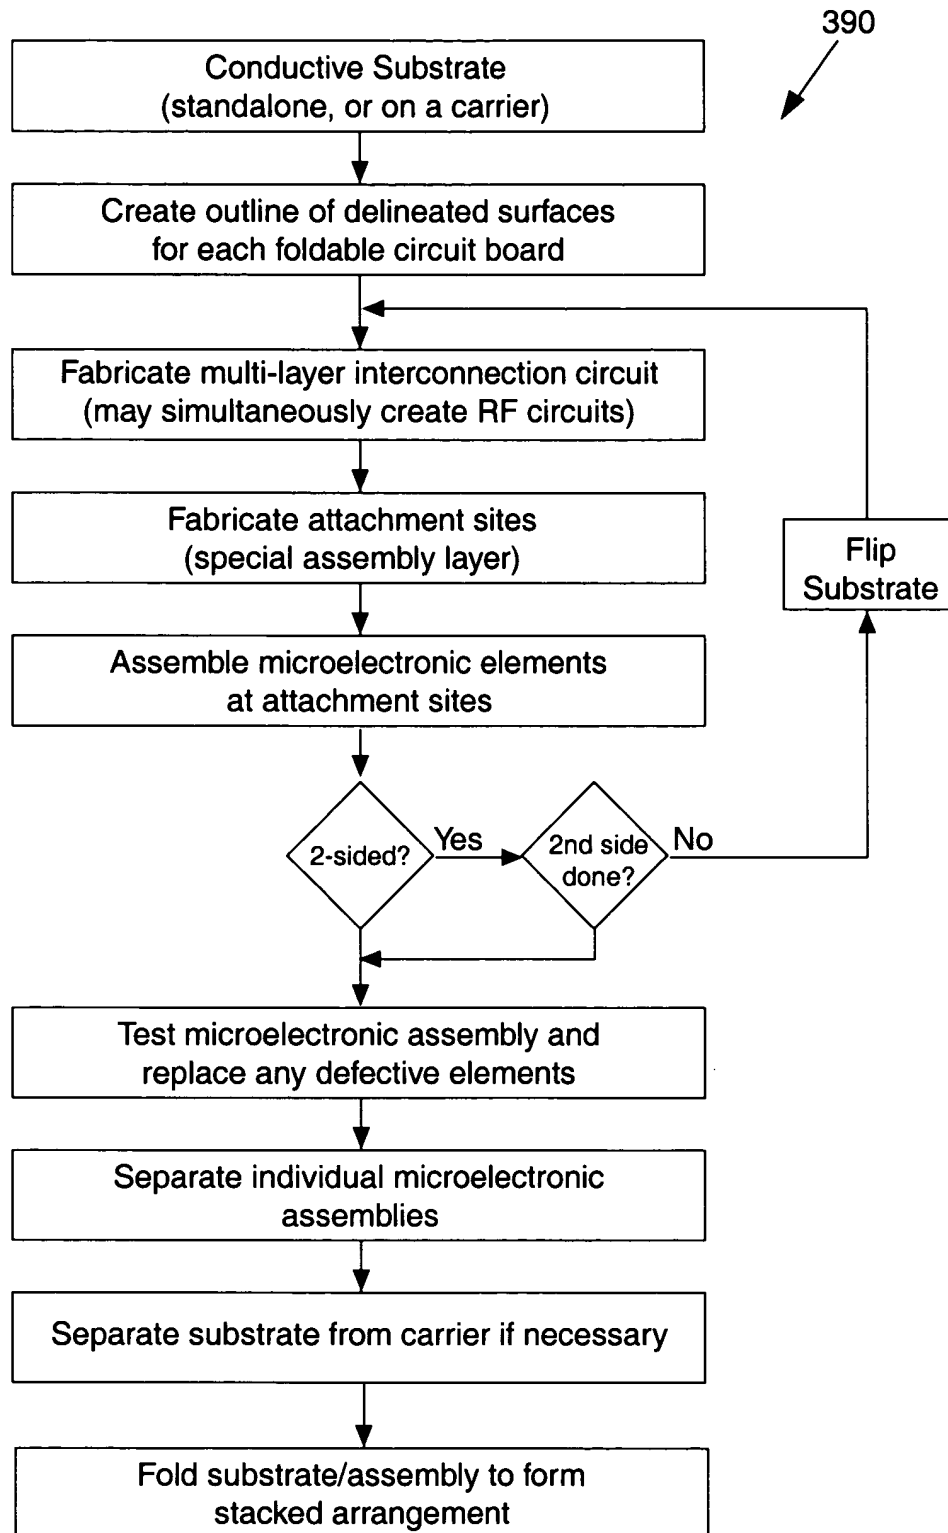 390
Conductive Substrate
(standalone, or on a carrier)
Create outline of delineated surfaces
for each foldable circuit board
Fabricate multi-layer interconnection circuit
(may simultaneously create RF circuits)
Fabricate attachment sites
(special assembly layer)
Flip
Substrate
Assemble microelectronic elements
at attachment sites
2-sided?
Yes
2nd side
done?
No
Test microelectronic assembly and
replace any defective elements
Separate individual microelectronic
assemblies
Separate substrate from carrier if necessary
Fold substrate/assembly to form
stacked arrangement